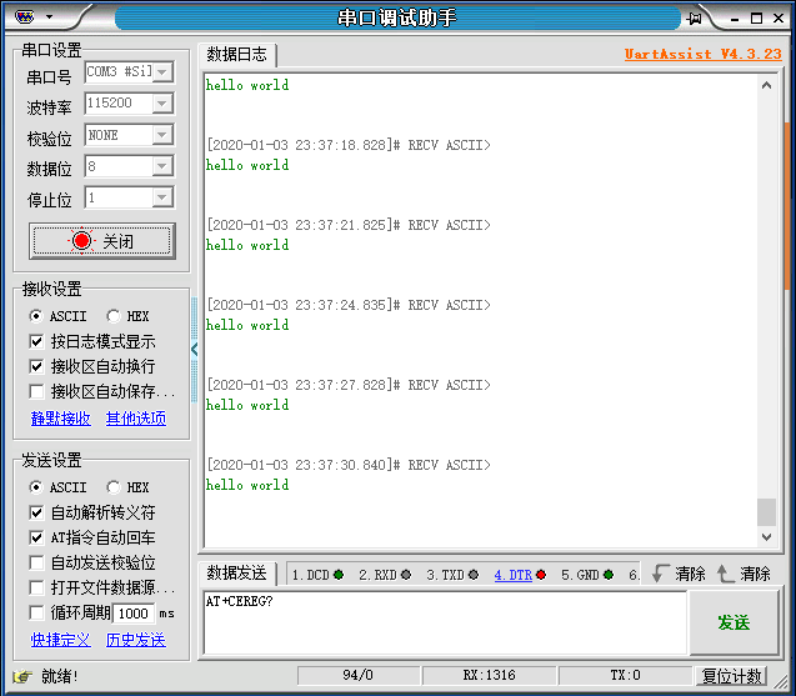 串口调试助手
串口设置
串口号 COM3 #Sil
波特率 115200
校验位 NONE
数据位 8
停止位 1
关闭
接收设置
ASCII HEX
按日志模式显示
接收区自动换行
接收区自动保存...
静默接收 其他选项
发送设置
ASCII HEX
自动解析转义符
AT指令自动回车
自动发送校验位
打开文件数据源...
循环周期 1000 ms
快捷定义 历史发送
数据日志 UartAssist V4.3.23
hello world
[2020-01-03 23:37:18.828]# RECV ASCII>
hello world
[2020-01-03 23:37:21.825]# RECV ASCII>
hello world
[2020-01-03 23:37:24.835]# RECV ASCII>
hello world
[2020-01-03 23:37:27.828]# RECV ASCII>
hello world
[2020-01-03 23:37:30.840]# RECV ASCII>
hello world
数据发送 1.DCD 2.RXD 3.TXD 4.DTR 5.GND 6. 清除 清除
AT+CEREG?
发送
就绪! 94/0 RX:1316 TX:0 复位计数